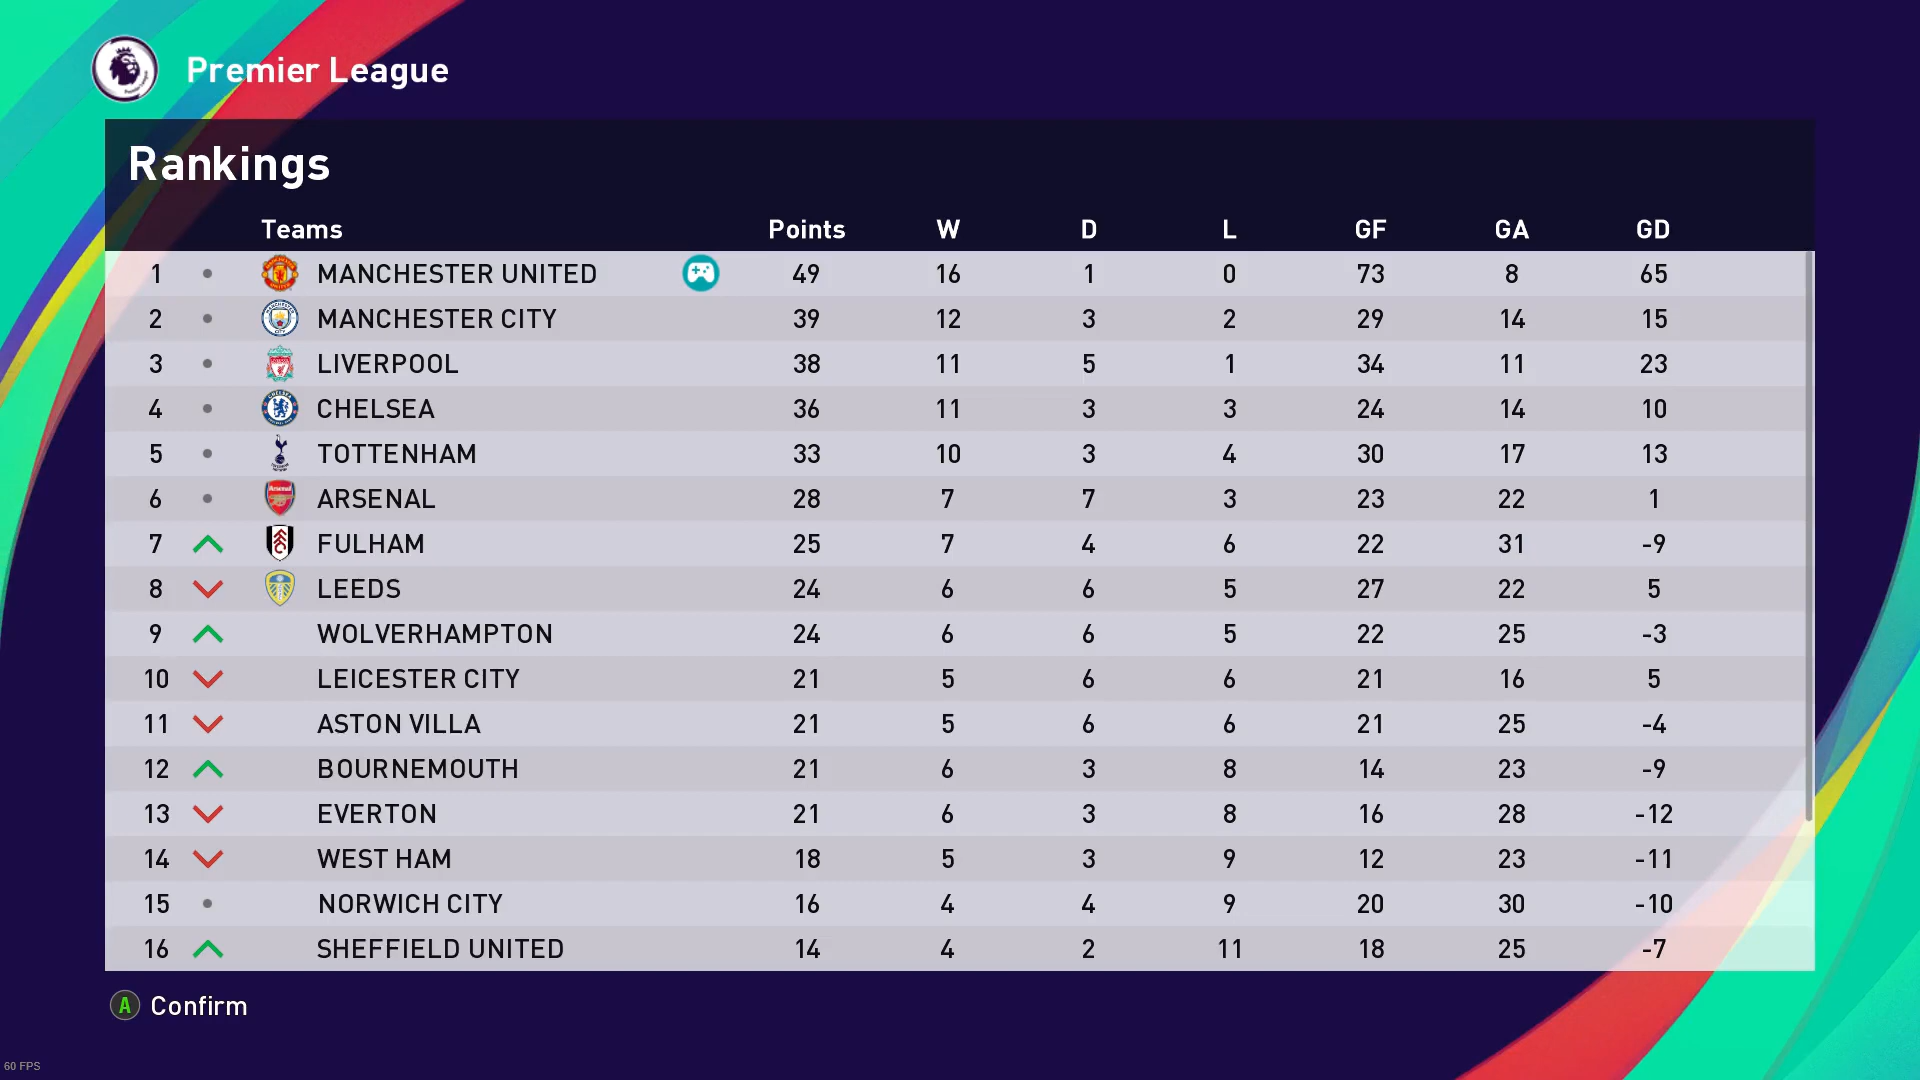 Premier League
Rankings
Teams Points W D L GF GA GD
1 MANCHESTER UNITED 49 16 1 0 73 8 65
2 MANCHESTER CITY 39 12 3 2 29 14 15
3 LIVERPOOL 38 11 5 1 34 11 23
4 CHELSEA 36 11 3 3 24 14 10
5 TOTTENHAM 33 10 3 4 30 17 13
6 ARSENAL 28 7 7 3 23 22 1
7 FULHAM 25 7 4 6 22 31 -9
8 LEEDS 24 6 6 5 27 22 5
9 WOLVERHAMPTON 24 6 6 5 22 25 -3
10 LEICESTER CITY 21 5 6 6 21 16 5
11 ASTON VILLA 21 5 6 6 21 25 -4
12 BOURNEMOUTH 21 6 3 8 14 23 -9
13 EVERTON 21 6 3 8 16 28 -12
14 WEST HAM 18 5 3 9 12 23 -11
15 NORWICH CITY 16 4 4 9 20 30 -10
16 SHEFFIELD UNITED 14 4 2 11 18 25 -7
A Confirm
60 FPS